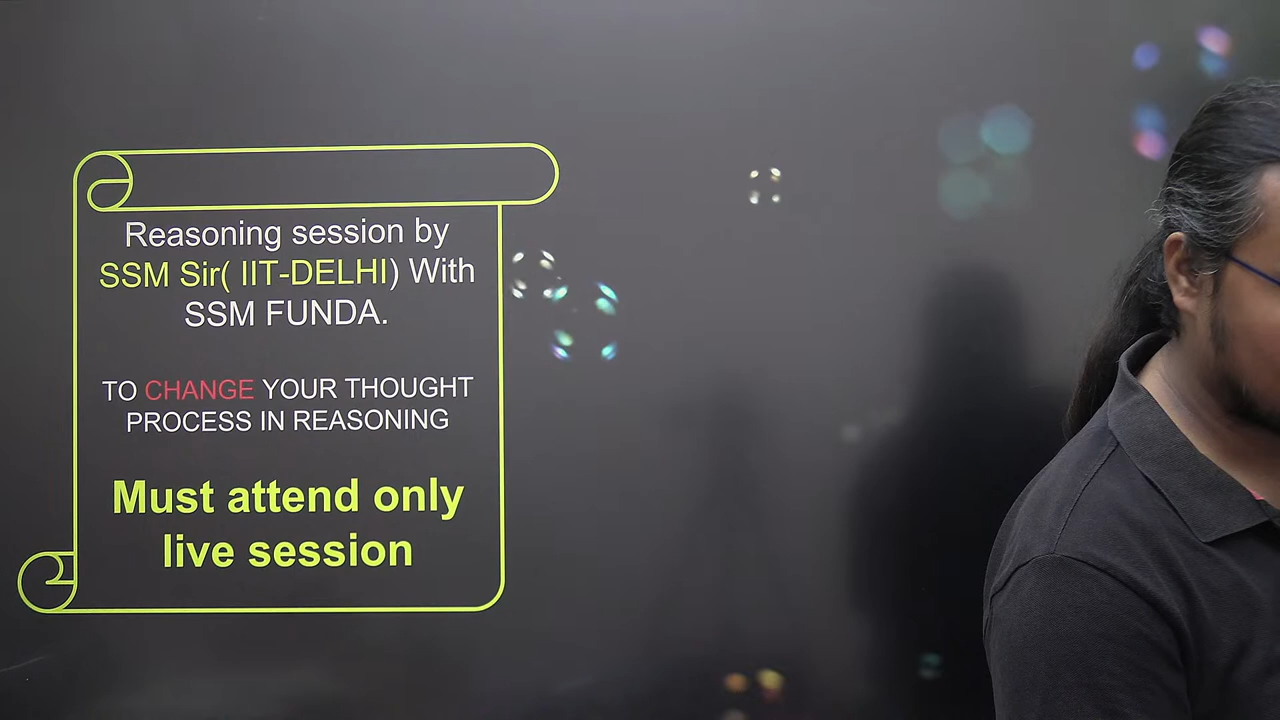 Reasoning session by
SSM Sir( IIT-DELHI) With
SSM FUNDA.
TO CHANGE YOUR THOUGHT
PROCESS IN REASONING
Must attend only
live session